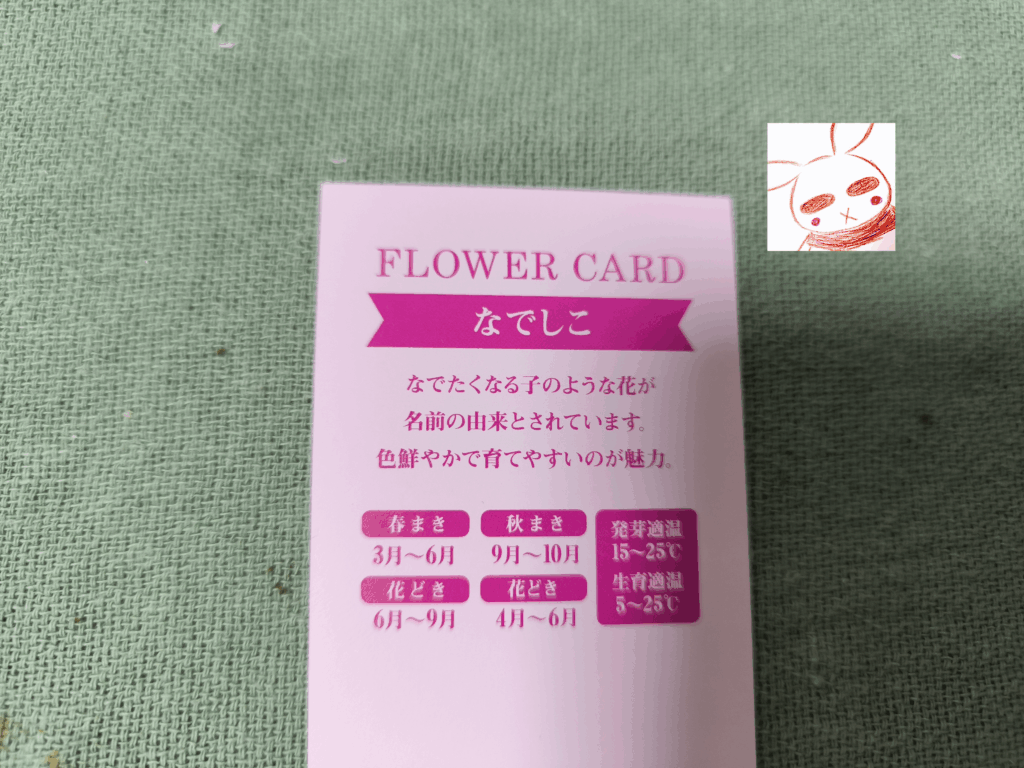 FLOWER CARD
なでしこ
なでたくなる子のような花が
名前の由来とされています。
色鮮やかで育てやすいのが魅力。
春まき
3月〜6月
花どき
6月〜9月
秋まき
9月〜10月
花どき
4月〜6月
発芽適温
15〜25℃
生育適温
5〜25℃